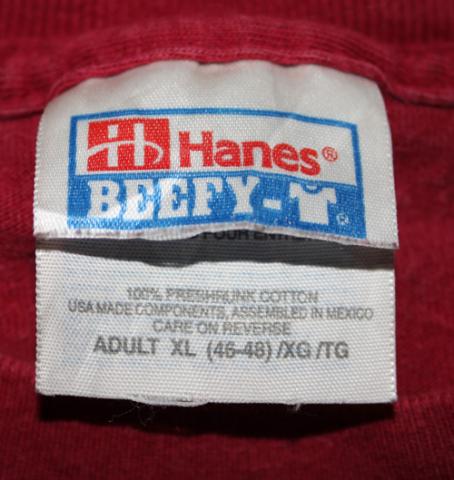 Hanes®
BEEFY-T®
100% PRESHRUNK COTTON
USA MADE COMPONENTS, ASSEMBLED IN MEXICO
CARE ON REVERSE
ADULT XL (46-48) /XG /TG